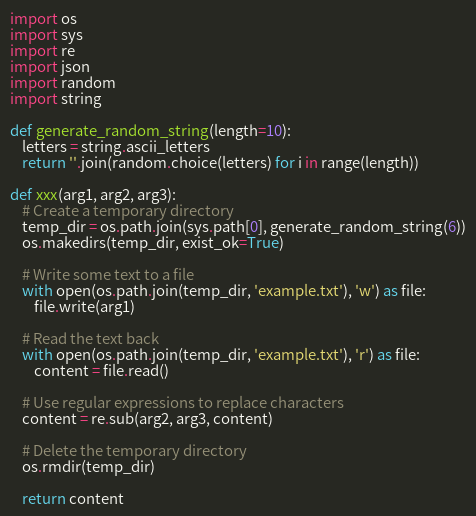 import os
import sys
import re
import json
import random
import string

def generate_random_string(length=10):
    letters = string.ascii_letters
    return ''.join(random.choice(letters) for i in range(length))

def xxx(arg1, arg2, arg3):
    # Create a temporary directory
    temp_dir = os.path.join(sys.path[0], generate_random_string(6))
    os.makedirs(temp_dir, exist_ok=True)

    # Write some text to a file
    with open(os.path.join(temp_dir, 'example.txt'), 'w') as file:
        file.write(arg1)

    # Read the text back
    with open(os.path.join(temp_dir, 'example.txt'), 'r') as file:
        content = file.read()

    # Use regular expressions to replace characters
    content = re.sub(arg2, arg3, content)

    # Delete the temporary directory
    os.rmdir(temp_dir)

    return content